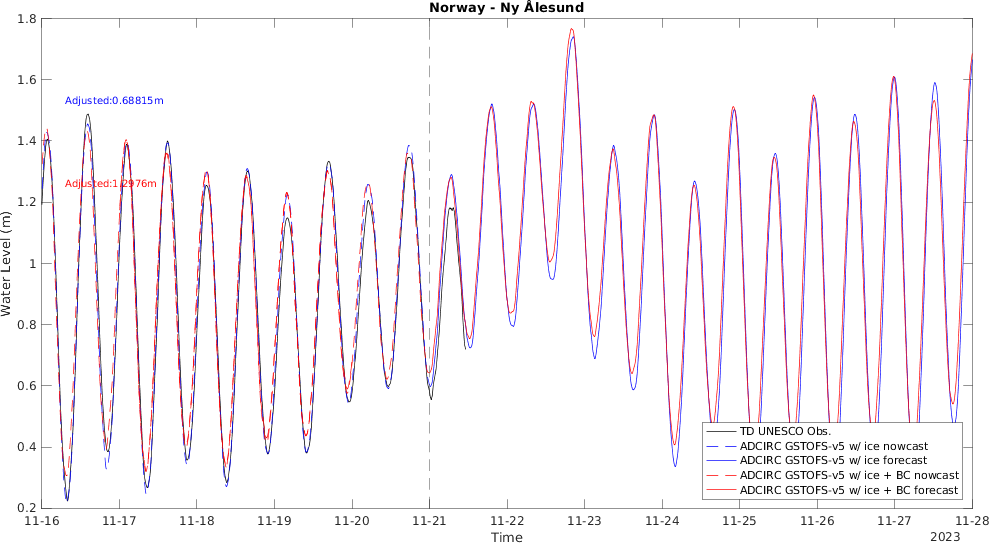 Norway - Ny Ålesund
1.8
1.6
1.4
1.2
1
0.8
0.6
0.4
0.2
Water Level (m)
Adjusted:0.68815m
Adjusted:1.2976m
TD UNESCO Obs.
ADCIRC GSTOFS-v5 w/ ice nowcast
ADCIRC GSTOFS-v5 w/ ice forecast
ADCIRC GSTOFS-v5 w/ ice + BC nowcast
ADCIRC GSTOFS-v5 w/ ice + BC forecast
11-16 11-17 11-18 11-19 11-20 11-21 11-22 11-23 11-24 11-25 11-26 11-27 11-28
Time
2023